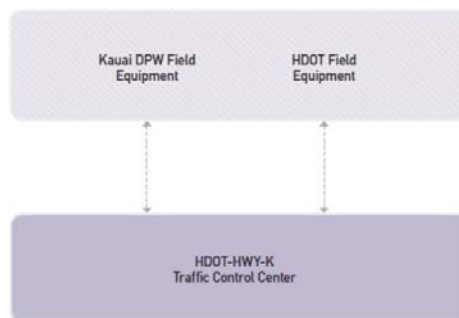 Kauai DPW Field
Equipment
HDOT Field
Equipment
HDOT-HWY-K
Traffic Control Center